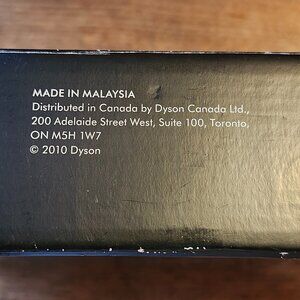 MADE IN MALAYSIA
Distributed in Canada by Dyson Canada Ltd.,
200 Adelaide Street West, Suite 100, Toronto,
ON M5H 1W7
© 2010 Dyson